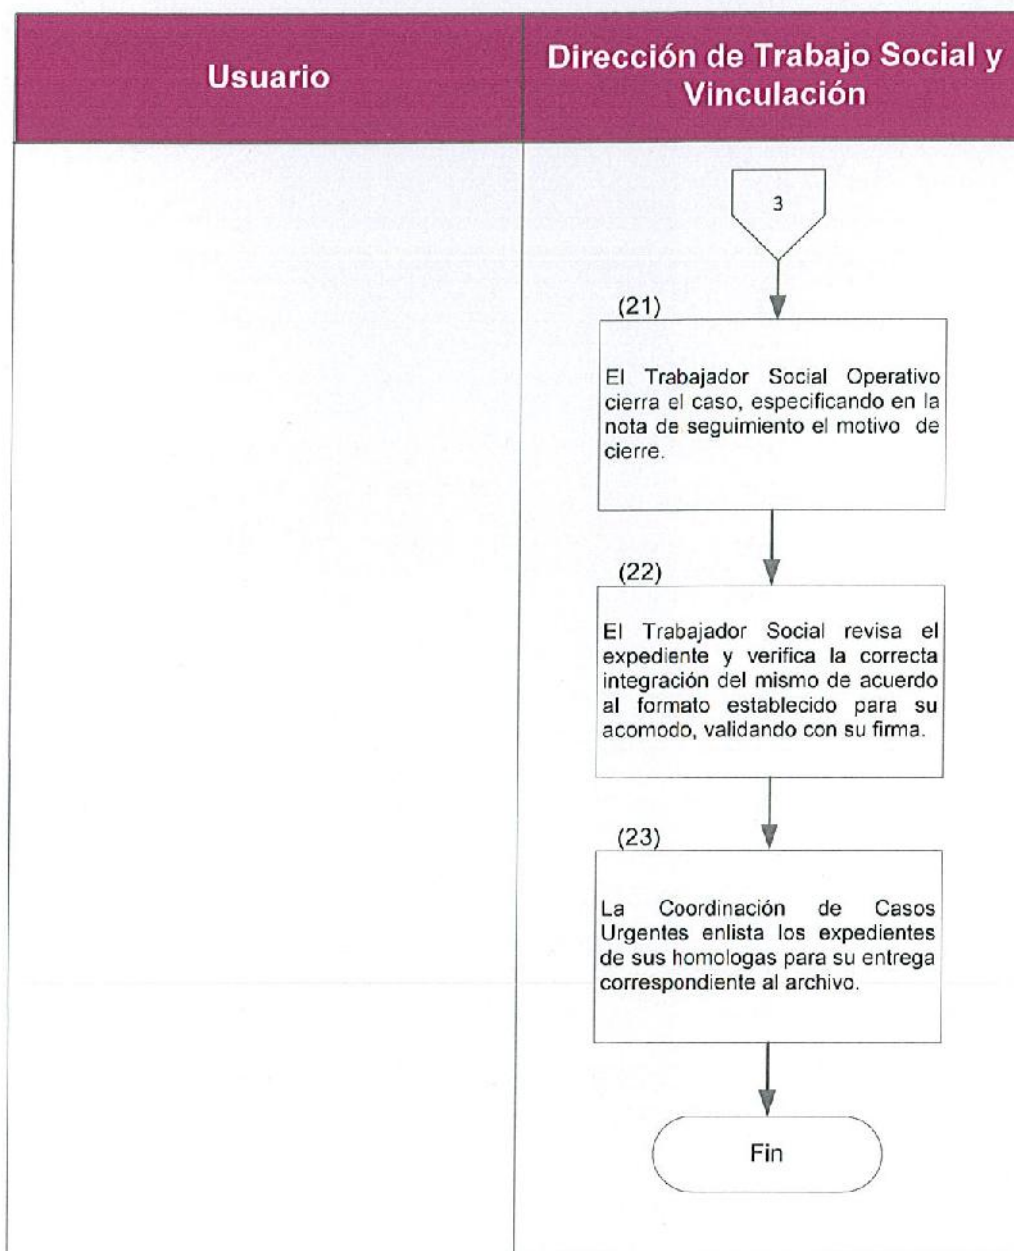 Usuario
Dirección de Trabajo Social y
Vinculación
3
(21)
El Trabajador Social Operativo
cierra el caso, especificando en la
nota de seguimiento el motivo de
cierre.
(22)
El Trabajador Social revisa el
expediente y verifica la correcta
integración del mismo de acuerdo
al formato establecido para su
acomodo, validando con su firma.
(23)
La Coordinación de Casos
Urgentes enlista los expedientes
de sus homologas para su entrega
correspondiente al archivo.
Fin